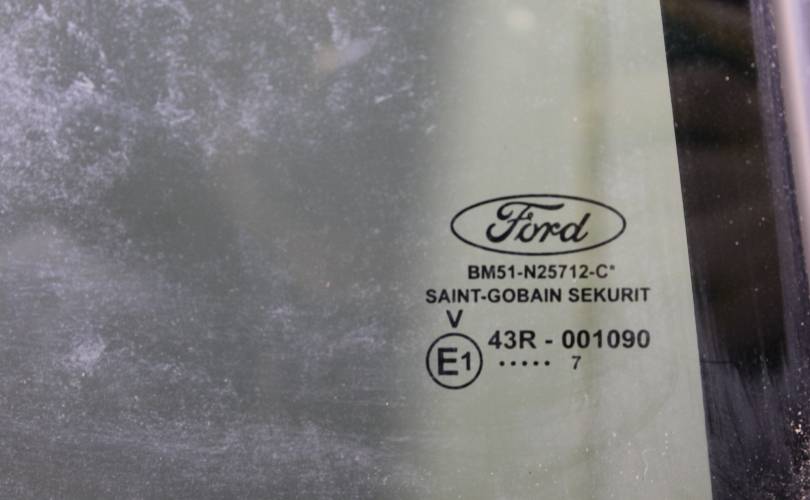 Ford
BM51-N25712-C*
SAINT-GOBAIN SEKURIT
V
E1 43R - 001090
..... 7